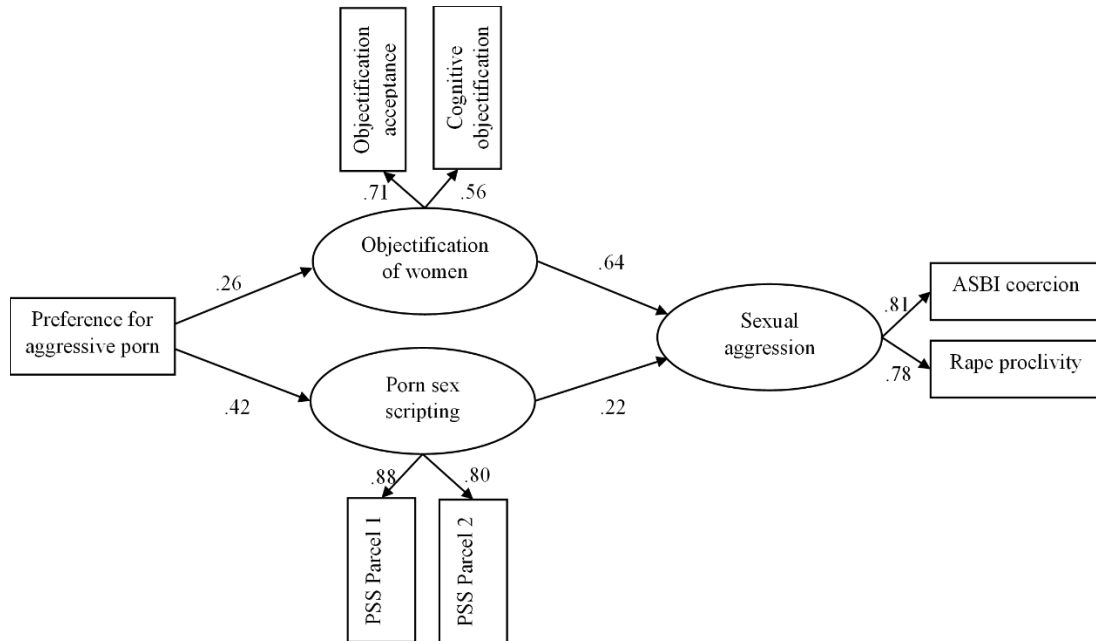 Objectification
acceptance
Cognitive
objectification
.71
.56
Objectification
of women
.26
.64
Preference for
aggressive porn
Sexual
aggression
.81
ASBI coercion
.78
Rape proclivity
.42
Porn sex
scripting
.22
.88
.80
PSS Parcel 1
PSS Parcel 2